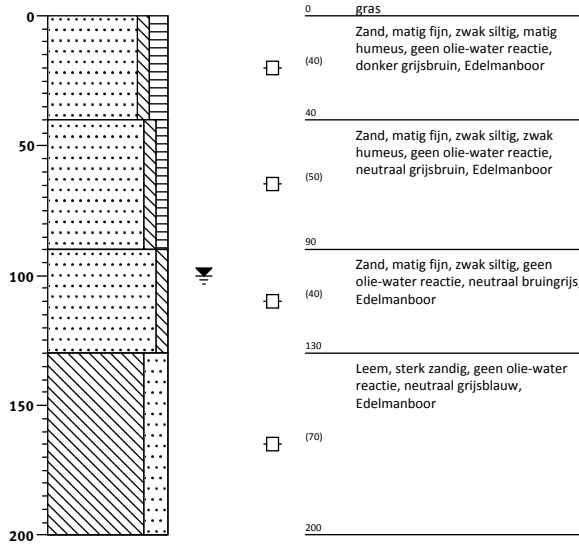 0
0 gras
Zand, matig fijn, zwak siltig, matig
humeus, geen olie-water reactie,
(40)
donker grijsbruin, Edelmanboor
40
50
Zand, matig fijn, zwak siltig, zwak
humeus, geen olie-water reactie,
(50)
neutraal grijsbruin, Edelmanboor
90
100
Zand, matig fijn, zwak siltig, geen
olie-water reactie, neutraal bruingrijs,
(40)
Edelmanboor
130
Leem, sterk zandig, geen olie-water
reactie, neutraal grijsblauw,
Edelmanboor
150
(70)
200
200